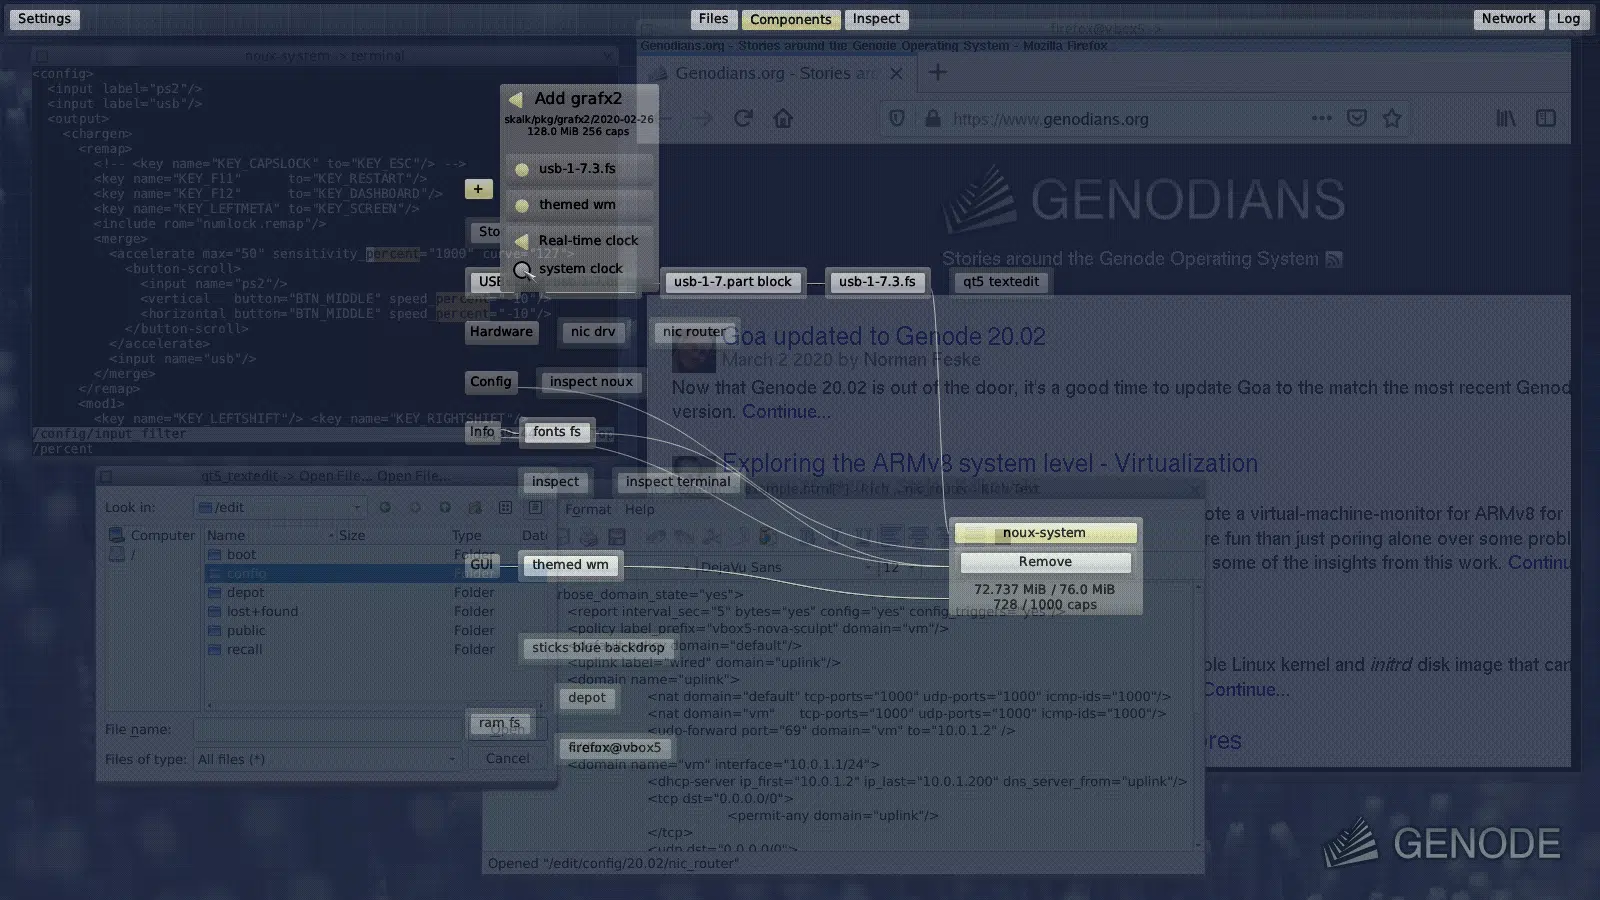 Settings
Files Components Inspect
Network Log
noux-system -> terminal
<config>
<input label="ps2"/>
<input label="usb"/>
<output>
<chargen>
<remap>
<!-- <key name="KEY_CAPSLOCK" to="KEY_ESC"/> -->
<key name="KEY_F11" to="KEY_RESTART"/>
<key name="KEY_F12" to="KEY_DASHBOARD"/>
<key name="KEY_LEFTMETA" to="KEY_SCREEN"/>
<include rom="numlock.remap"/>
<merge>
<accelerate max="50" sensitivity_percent="1000" curve="127">
<button-scroll>
<input name="ps2"/>
<vertical button="BTN_MIDDLE" speed_percent="-10"/>
<horizontal button="BTN_MIDDLE" speed_percent="-10"/>
</button-scroll>
</accelerate>
<input name="usb"/>
</merge>
</remap>
<mod1>
<key name="KEY_LEFTSHIFT"/> <key name="KEY_RIGHTSHIFT"/>
/config/input_filter
/percent
Add grafx2
skalk/pkg/grafx2/2020-02-26
128.0 MiB 256 caps
usb-1-7.3.fs
themed wm
Real-time clock
system clock
+
Sto
USB
usb-1-7.part block
usb-1-7.3.fs
qt5 textedit
Hardware
nic drv
nic router
Config
inspect noux
Info
fonts fs
inspect
inspect terminal
GUI
themed wm
sticks blue backdrop
depot
ram fs
firefox@vbox5
noux-system
Remove
72.737 MiB / 76.0 MiB
728 / 1000 caps
firefox@vbox5 ->
Genodians.org - Stories around the Genode Operating System - Mozilla Firefox
Genodians.org - Stories aro
https://www.genodians.org
GENODIANS
Stories around the Genode Operating System
Goa updated to Genode 20.02
March 2 2020 by Norman Feske
Now that Genode 20.02 is out of the door, it's a good time to update Goa to the match the most recent Genod
version. Continue...
Exploring the ARMv8 system level - Virtualization
ote a virtual-machine-monitor for ARMv8 for
re fun than just poring alone over some probl
some of the insights from this work. Continu
ple Linux kernel and initrd disk image that can
Continue...
ores
qt5_textedit -> Open File... Open File...
Look in:
/edit
Computer
/
Name Size Type Dat
boot Folder
config Folder
depot Folder
lost+found Folder
public Folder
recall Folder
File name:
Open
Files of type: All files (*)
Cancel
Format Help
DejaVu Sans
12
rbose_domain_state="yes">
<report interval_sec="5" bytes="yes" config="yes" config_triggers="yes"/>
<policy label_prefix="vbox5-nova-sculpt" domain="vm"/>
domain="default"/>
<uplink label="wired" domain="uplink"/>
<domain name="uplink">
<nat domain="default" tcp-ports="1000" udp-ports="1000" icmp-ids="1000"/>
<nat domain="vm" tcp-ports="1000" udp-ports="1000" icmp-ids="1000"/>
<udp-forward port="69" domain="vm" to="10.0.1.2" />
<domain name="vm" interface="10.0.1.1/24">
<dhcp-server ip_first="10.0.1.2" ip_last="10.0.1.200" dns_server_from="uplink"/>
<tcp dst="0.0.0.0/0">
<permit-any domain="uplink"/>
</tcp>
<udp dst="0.0.0.0/0">
Opened "/edit/config/20.02/nic_router"
GENODE